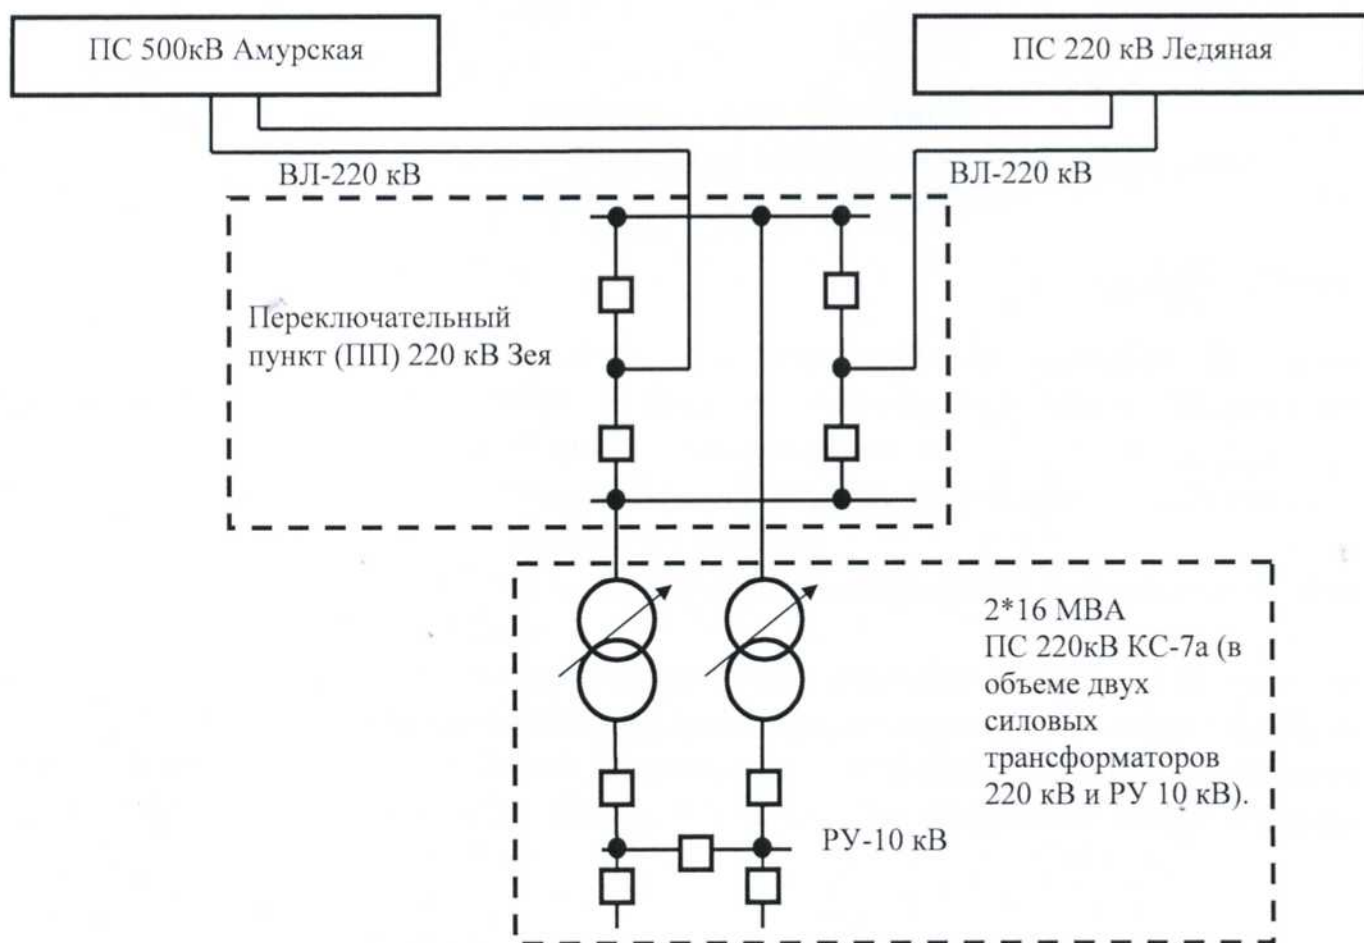 ПС 500кВ Амурская
ПС 220 кВ Ледяная
ВЛ-220 кВ
ВЛ-220 кВ
Переключательный
пункт (ПП) 220 кВ Зея
2*16 МВА
ПС 220кВ КС-7а (в
объеме двух
силовых
трансформаторов
220 кВ и РУ 10 кВ).
РУ-10 кВ